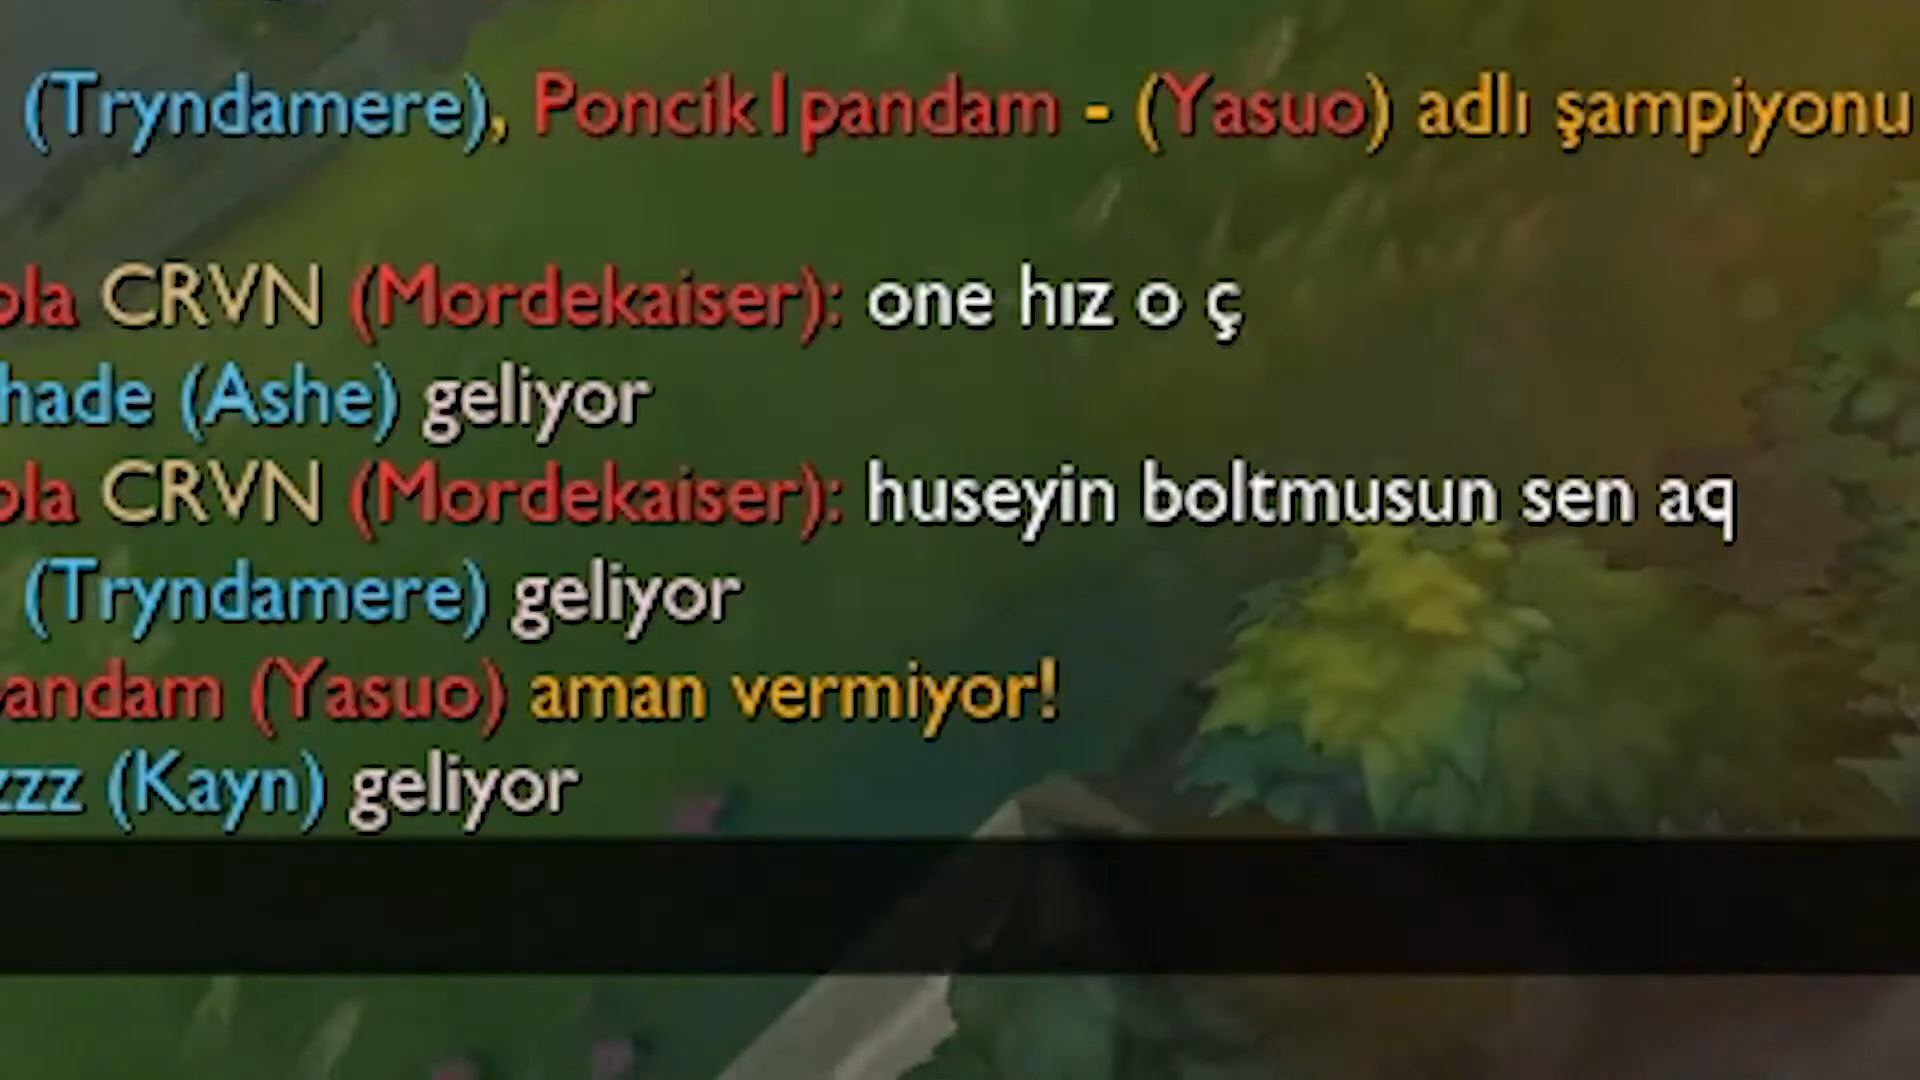 (Tryndamere), Poncik1pandam - (Yasuo) adlı şampiyonu
ola CRVN (Mordekaiser): one hız o ç
hade (Ashe) geliyor
ola CRVN (Mordekaiser): huseyin boltmusun sen aq
(Tryndamere) geliyor
pandam (Yasuo) aman vermiyor!
zzz (Kayn) geliyor